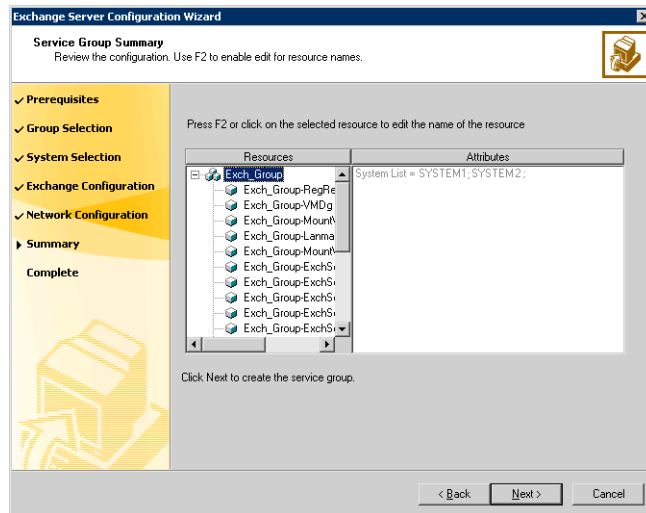 Exchange Server Configuration Wizard
Service Group Summary
Review the configuration. Use F2 to enable edit for resource names.
Prerequisites
Group Selection
System Selection
Exchange Configuration
Network Configuration
Summary
Complete
Press F2 or click on the selected resource to edit the name of the resource
Resources
Attributes
Exch_Group
System List = SYSTEM1; SYSTEM2;
Exch_Group-RegRe
Exch_Group-VMDg
Exch_Group-Mount
Exch_Group-Lanma
Exch_Group-Mount
Exch_Group-ExchS
Exch_Group-ExchS
Exch_Group-ExchS
Exch_Group-ExchS
Click Next to create the service group.
< Back
Next >
Cancel